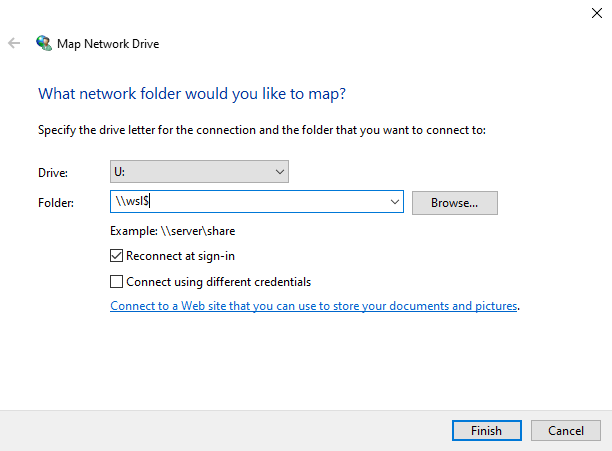 Map Network Drive
What network folder would you like to map?
Specify the drive letter for the connection and the folder that you want to connect to:
Drive: U:
Folder: \\wsl$ Browse...
Example: \\server\share
Reconnect at sign-in
Connect using different credentials
Connect to a Web site that you can use to store your documents and pictures.
Finish Cancel